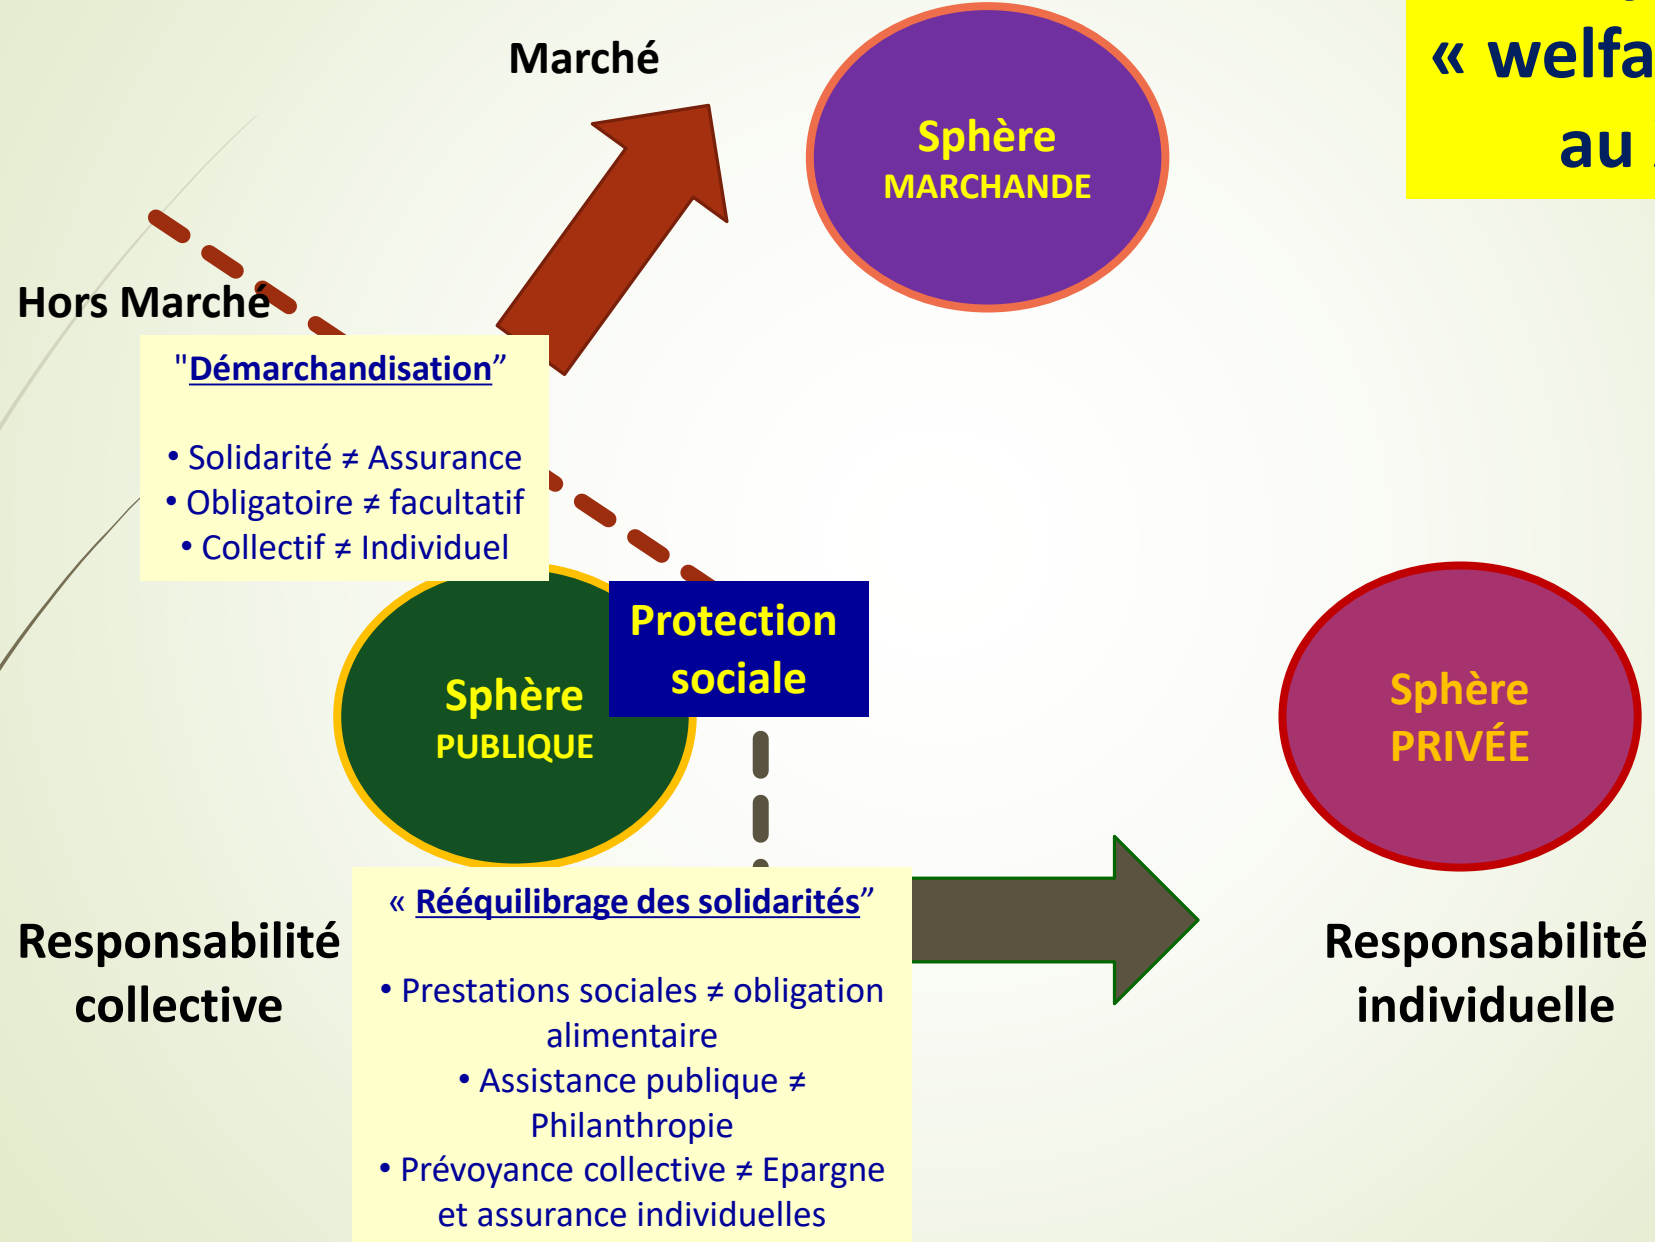 Marché
« welfa
au
Sphère
MARCHANDE
Hors Marché
"Démarchandisation”
• Solidarité ≠ Assurance
• Obligatoire ≠ facultatif
• Collectif ≠ Individuel
Protection
sociale
Sphère
PUBLIQUE
Sphère
PRIVÉE
« Rééquilibrage des solidarités”
• Prestations sociales ≠ obligation
alimentaire
• Assistance publique ≠
Philanthropie
• Prévoyance collective ≠ Epargne
et assurance individuelles
Responsabilité
collective
Responsabilité
individuelle